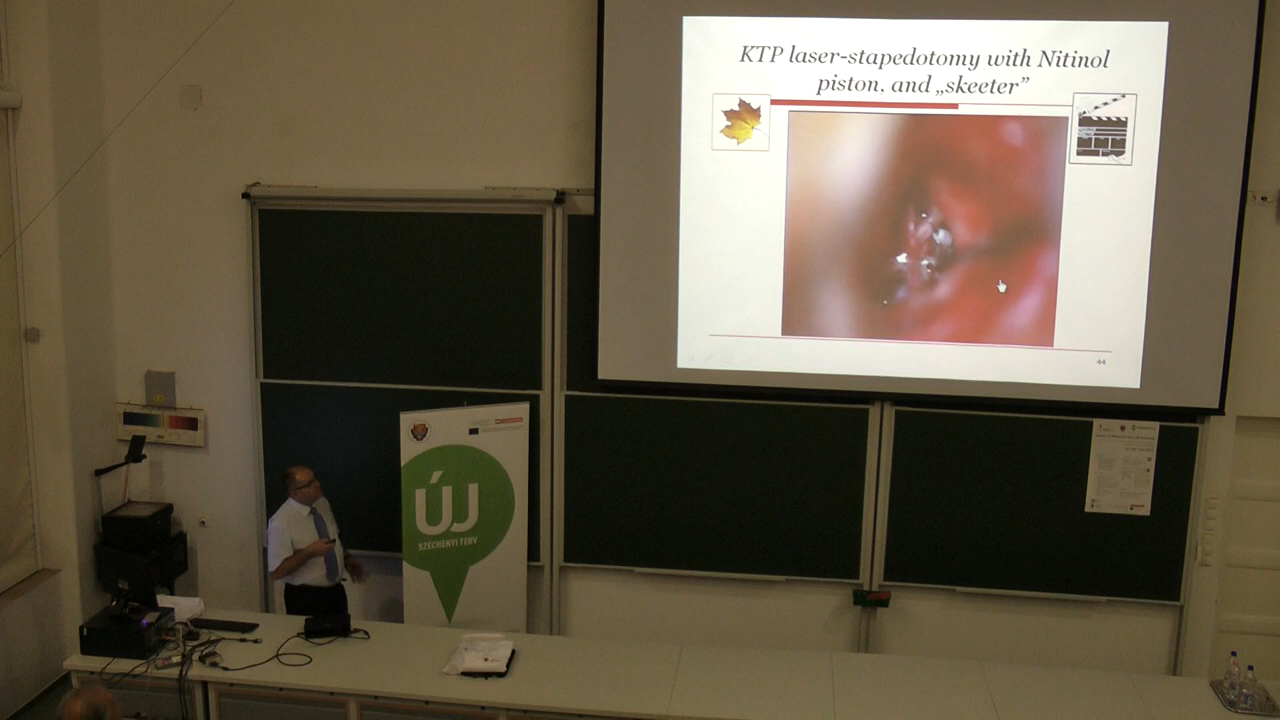 KTP laser-stapedotomy with Nitinol
piston, and „skeeter”
44
ÚJ
SZÉCHENYI TERV